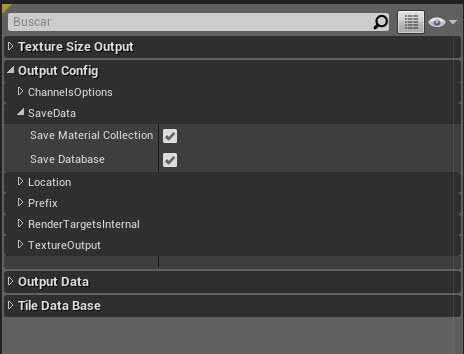 Buscar
Texture Size Output
Output Config
ChannelsOptions
SaveData
Save Material Collection
Save Database
Location
Prefix
RenderTargetsInternal
TextureOutput
Output Data
Tile Data Base